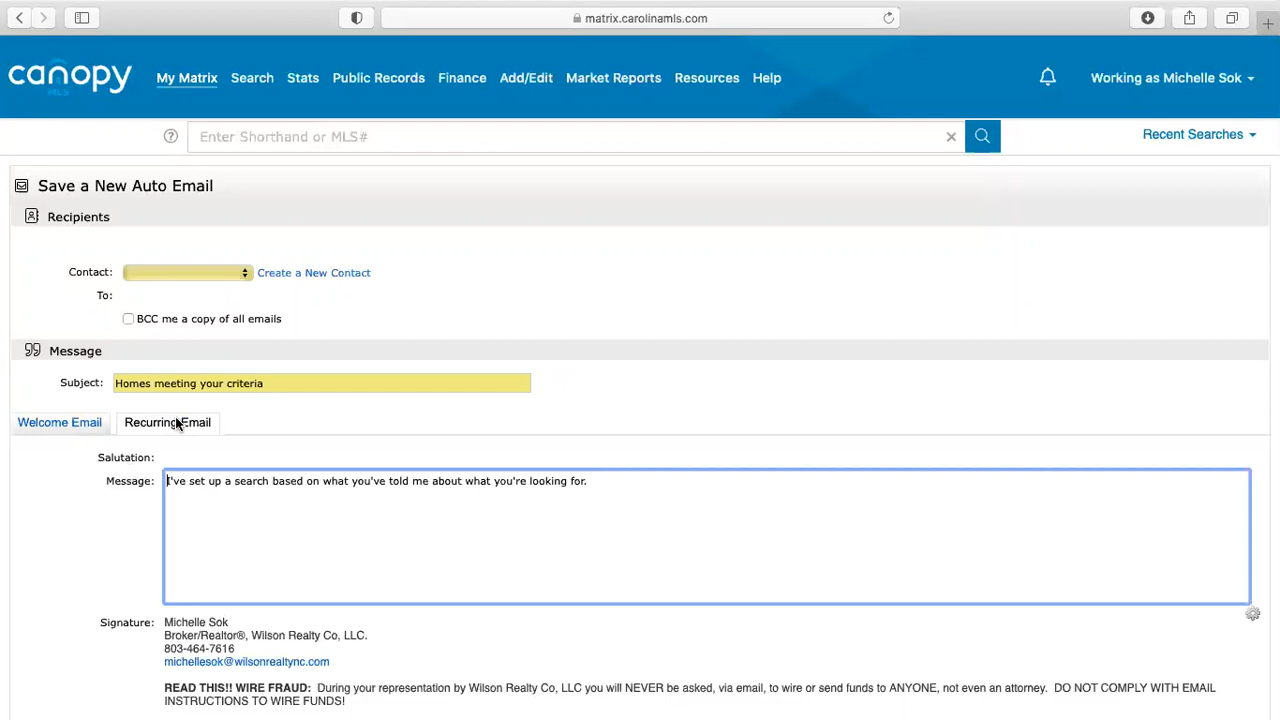 matrix.carolinamls.com
canopy MLS My Matrix Search Stats Public Records Finance Add/Edit Market Reports Resources Help Working as Michelle Sok
? Enter Shorthand or MLS# Recent Searches
Save a New Auto Email
Recipients
Contact: Create a New Contact
To:
BCC me a copy of all emails
Message
Subject: Homes meeting your criteria
Welcome Email Recurring Email
Salutation:
Message: I've set up a search based on what you've told me about what you're looking for.
Signature: Michelle Sok
Broker/Realtor®, Wilson Realty Co, LLC.
803-464-7616
michellesok@wilsonrealtync.com
READ THIS!! WIRE FRAUD: During your representation by Wilson Realty Co, LLC you will NEVER be asked, via email, to wire or send funds to ANYONE, not even an attorney. DO NOT COMPLY WITH EMAIL
INSTRUCTIONS TO WIRE FUNDS!